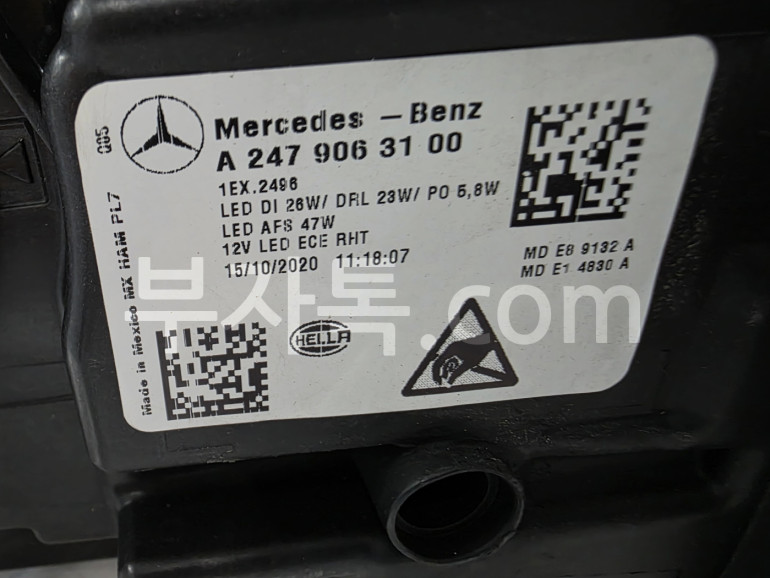 Mercedes - Benz
A 247 906 31 00
1EX.2496
LED DI 26W/ DRL 23W/ PO 5,8W
LED AFS 47W
12V LED ECE RHT
15/10/2020 11:18:07
MD E8 9132 A
MD E1 4830 A
HELLA
Made in Mexico MX HAM PL7 005
부사톡.com